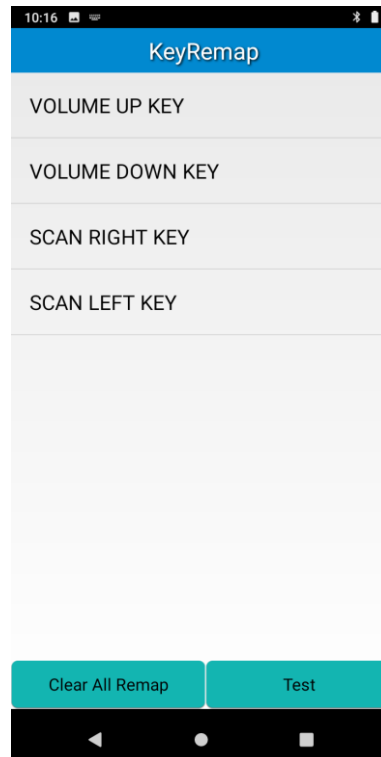 10:16
KeyRemap
VOLUME UP KEY
VOLUME DOWN KEY
SCAN RIGHT KEY
SCAN LEFT KEY
Clear All Remap Test